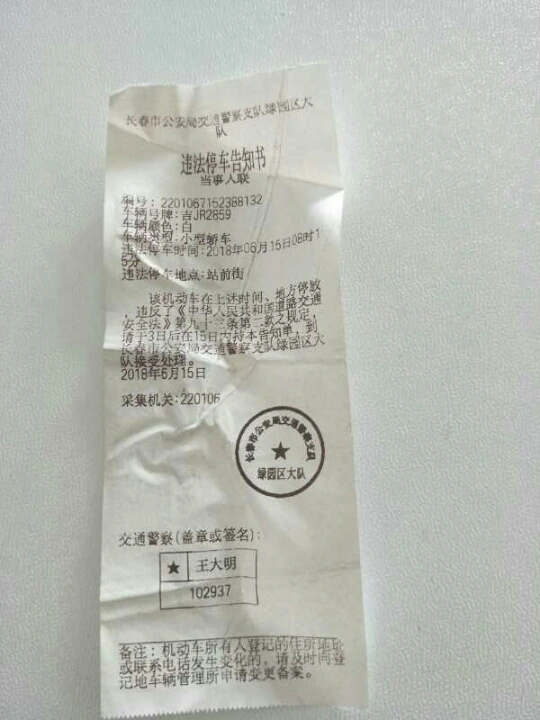 长春市公安局交通警察支队绿园区大
队
违法停车告知书
当事人联
编号：2201067152388132
车辆号牌：吉JR2859
车辆颜色：白
车辆类型：小型轿车
违法停车时间：2018年06月15日08时1
5分
违法停车地点：站前街
该机动车在上述时间、地方停放
，违反了《中华人民共和国道路交通
安全法》第九十三条第二款之规定，
请于3日后在15日内持本告知单，到
长春市公安局交通警察支队绿园区大
队接受处理。
2018年6月15日
采集机关：220106
长春市公安局交通警察支队
绿园区大队
交通警察(盖章或签名)：
王大明
102937
备注：机动车所有人登记的住所地址
或联系电话发生变化的，请及时向登
记地车辆管理所申请变更备案。